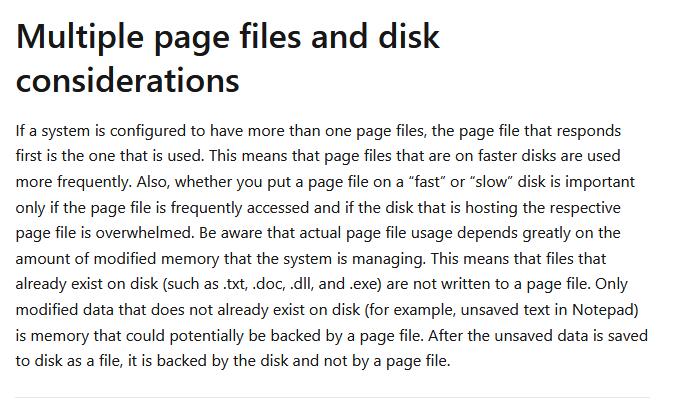 Multiple page files and disk
considerations
If a system is configured to have more than one page files, the page file that responds
first is the one that is used. This means that page files that are on faster disks are used
more frequently. Also, whether you put a page file on a “fast” or “slow” disk is important
only if the page file is frequently accessed and if the disk that is hosting the respective
page file is overwhelmed. Be aware that actual page file usage depends greatly on the
amount of modified memory that the system is managing. This means that files that
already exist on disk (such as .txt, .doc, .dll, and .exe) are not written to a page file. Only
modified data that does not already exist on disk (for example, unsaved text in Notepad)
is memory that could potentially be backed by a page file. After the unsaved data is saved
to disk as a file, it is backed by the disk and not by a page file.